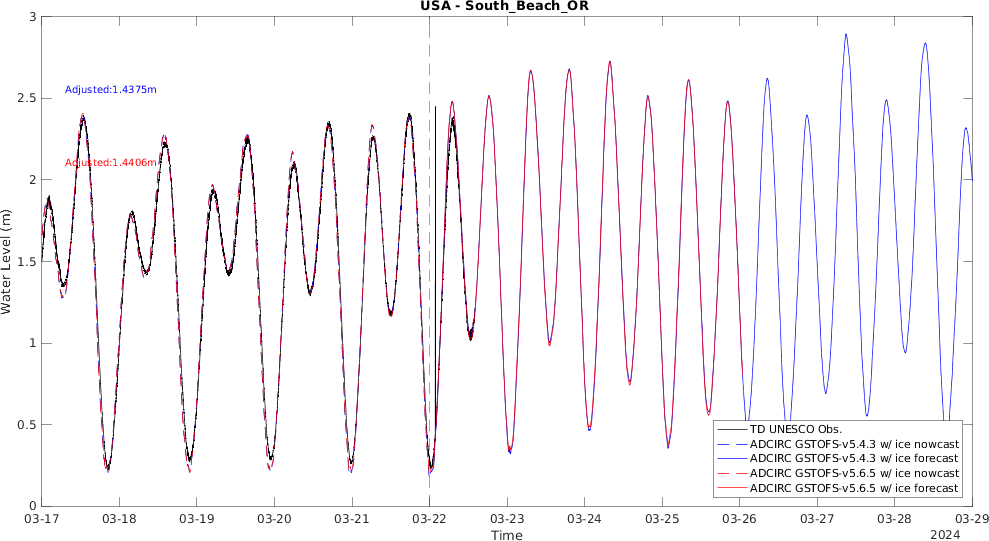 USA - South_Beach_OR
3
2.5
2
1.5
1
0.5
0
Water Level (m)
Adjusted:1.4375m
Adjusted:1.4406m
TD UNESCO Obs.
ADCIRC GSTOFS-v5.4.3 w/ ice nowcast
ADCIRC GSTOFS-v5.4.3 w/ ice forecast
ADCIRC GSTOFS-v5.6.5 w/ ice nowcast
ADCIRC GSTOFS-v5.6.5 w/ ice forecast
03-17 03-18 03-19 03-20 03-21 03-22 03-23 03-24 03-25 03-26 03-27 03-28 03-29
Time
2024